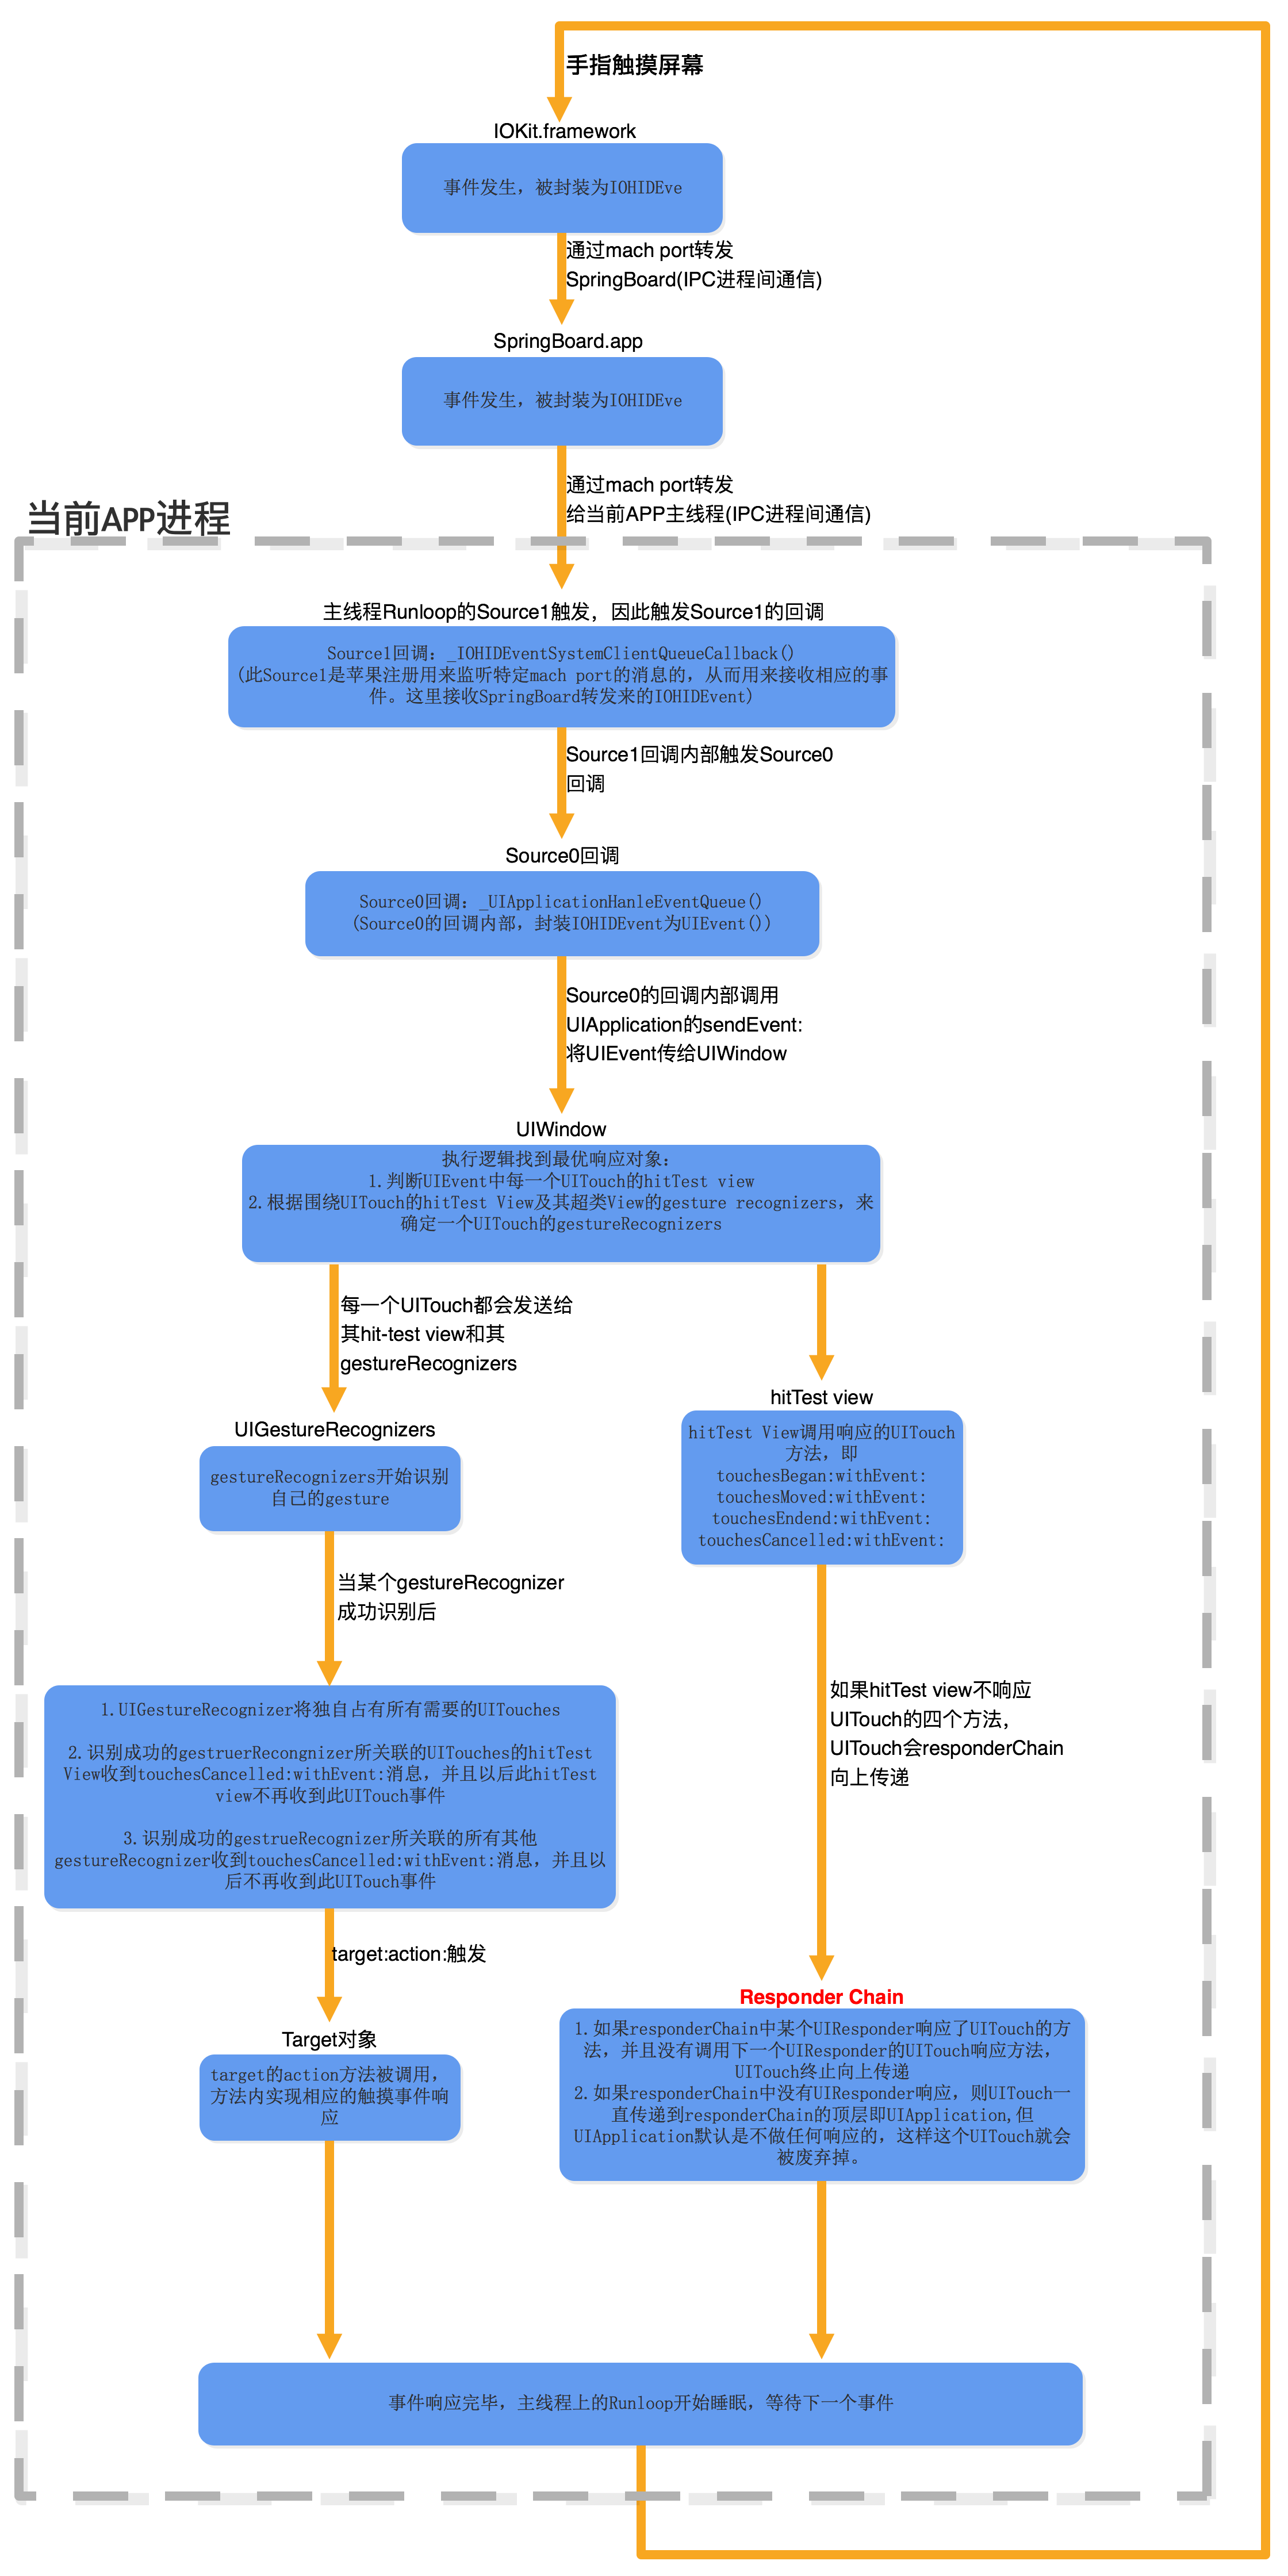 手指触摸屏幕
IOKit.framework
事件发生，被封装为IOHIDEve
通过mach port转发
SpringBoard(IPC进程间通信)
SpringBoard.app
事件发生，被封装为IOHIDEve
通过mach port转发
给当前APP主线程(IPC进程间通信)
当前APP进程
主线程Runloop的Source1触发，因此触发Source1的回调
Source1回调：_IOHIDEventSystemClientQueueCallback()
(此Source1是苹果注册用来监听特定mach port的消息的，从而用来接收相应的事
件。这里接收SpringBoard转发来的IOHIDEvent)
Source1回调内部触发Source0
回调
Source0回调
Source0回调：_UIApplicationHanleEventQueue()
(Source0的回调内部，封装IOHIDEvent为UIEvent())
Source0的回调内部调用
UIApplication的sendEvent:
将UIEvent传给UIWindow
UIWindow
执行逻辑找到最优响应对象：
1.判断UIEvent中每一个UITouch的hitTest view
2.根据围绕UITouch的hitTest View及其超类View的gesture recognizers，来
确定一个UITouch的gestureRecognizers
每一个UITouch都会发送给
其hit-test view和其
gestureRecognizers
UIGestureRecognizers
gestureRecognizers开始识别
自己的gesture
当某个gestureRecognizer
成功识别后
1.UIGestureRecognizer将独自占有所有需要的UITouches
2.识别成功的gestruerRecongnizer所关联的UITouches的hitTest
View收到touchesCancelled:withEvent:消息，并且以后此hitTest
view不再收到此UITouch事件
3.识别成功的gestrueRecognizer所关联的所有其他
gestureRecognizer收到touchesCancelled:withEvent:消息，并且以
后不再收到此UITouch事件
target:action:触发
Target对象
target的action方法被调用，
方法内实现相应的触摸事件响
应
hitTest view
hitTest View调用响应的UITouch
方法，即
touchesBegan:withEvent:
touchesMoved:withEvent:
touchesEndend:withEvent:
touchesCancelled:withEvent:
如果hitTest view不响应
UITouch的四个方法，
UITouch会responderChain
向上传递
Responder Chain
1.如果responderChain中某个UIResponder响应了UITouch的方
法，并且没有调用下一个UIResponder的UITouch响应方法，
UITouch终止向上传递
2.如果responderChain中没有UIResponder响应，则UITouch一
直传递到responderChain的顶层即UIApplication,但
UIApplication默认是不做任何响应的，这样这个UITouch就会
被废弃掉。
事件响应完毕，主线程上的Runloop开始睡眠，等待下一个事件